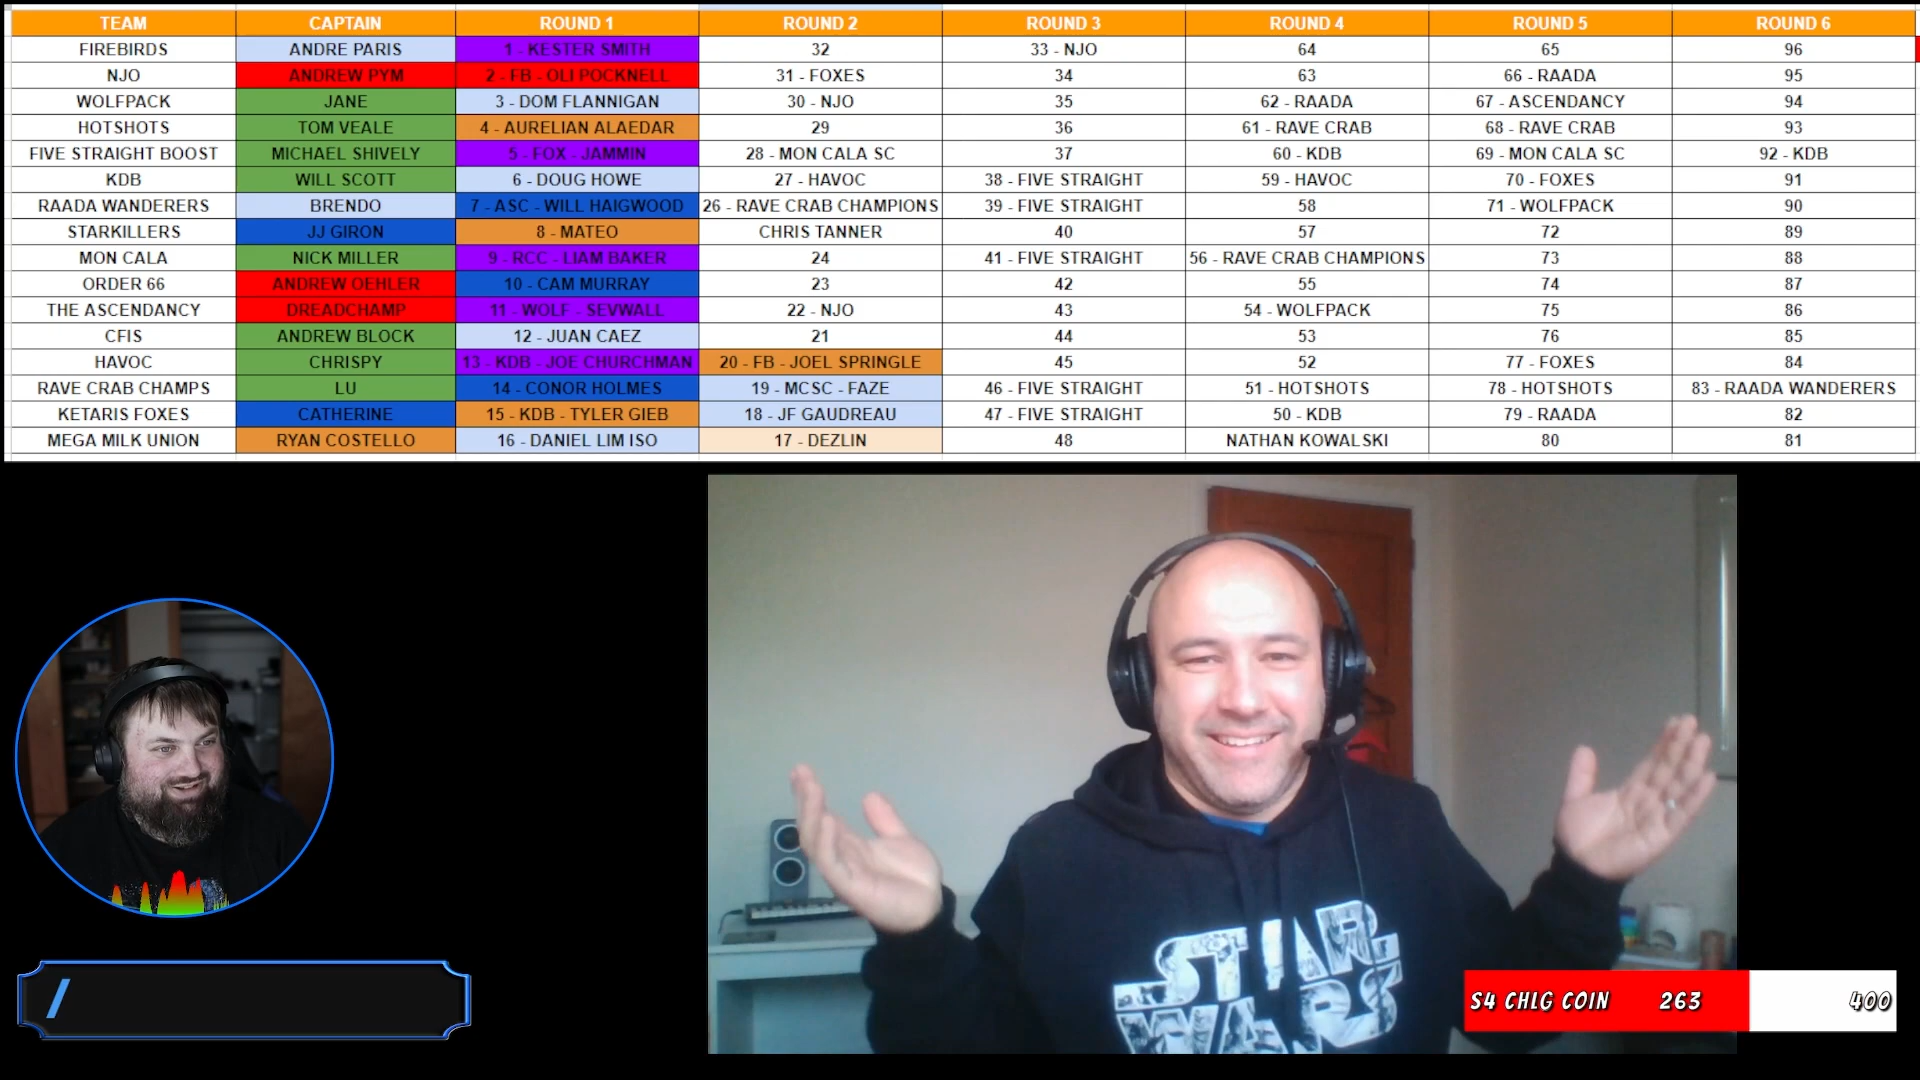 TEAM CAPTAIN ROUND 1 ROUND 2 ROUND 3 ROUND 4 ROUND 5 ROUND 6
FIREBIRDS ANDRE PARIS 1 - KESTER SMITH 32 33 - NJO 64 65 96
NJO ANDREW PYM 2 - FB - OLI POCKNELL 31 - FOXES 34 63 66 - RAADA 95
WOLFPACK JANE 3 - DOM FLANNIGAN 30 - NJO 35 62 - RAADA 67 - ASCENDANCY 94
HOTSHOTS TOM VEALE 4 - AURELIAN ALAEDAR 29 36 61 - RAVE CRAB 68 - RAVE CRAB 93
FIVE STRAIGHT BOOST MICHAEL SHIVELY 5 - FOX - JAMMIN 28 - MON CALA SC 37 60 - KDB 69 - MON CALA SC 92 - KDB
KDB WILL SCOTT 6 - DOUG HOWE 27 - HAVOC 38 - FIVE STRAIGHT 59 - HAVOC 70 - FOXES 91
RAADA WANDERERS BRENDO 7 - ASC - WILL HAIGWOOD 26 - RAVE CRAB CHAMPIONS 39 - FIVE STRAIGHT 58 71 - WOLFPACK 90
STARKILLERS JJ GIRON 8 - MATEO CHRIS TANNER 40 57 72 89
MON CALA NICK MILLER 9 - RCC - LIAM BAKER 24 41 - FIVE STRAIGHT 56 - RAVE CRAB CHAMPIONS 73 88
ORDER 66 ANDREW OEHLER 10 - CAM MURRAY 23 42 55 74 87
THE ASCENDANCY DREADCHAMP 11 - WOLF - SEVWALL 22 - NJO 43 54 - WOLFPACK 75 86
CFIS ANDREW BLOCK 12 - JUAN CAEZ 21 44 53 76 85
HAVOC CHRISPY 13 - KDB - JOE CHURCHMAN 20 - FB - JOEL SPRINGLE 45 52 77 - FOXES 84
RAVE CRAB CHAMPS LU 14 - CONOR HOLMES 19 - MCSC - FAZE 46 - FIVE STRAIGHT 51 - HOTSHOTS 78 - HOTSHOTS 83 - RAADA WANDERERS
KETARIS FOXES CATHERINE 15 - KDB - TYLER GIEB 18 - JF GAUDREAU 47 - FIVE STRAIGHT 50 - KDB 79 - RAADA 82
MEGA MILK UNION RYAN COSTELLO 16 - DANIEL LIM ISO 17 - DEZLIN 48 NATHAN KOWALSKI 80 81
/
STAR
WARS
S4 CHLG COIN 263 400